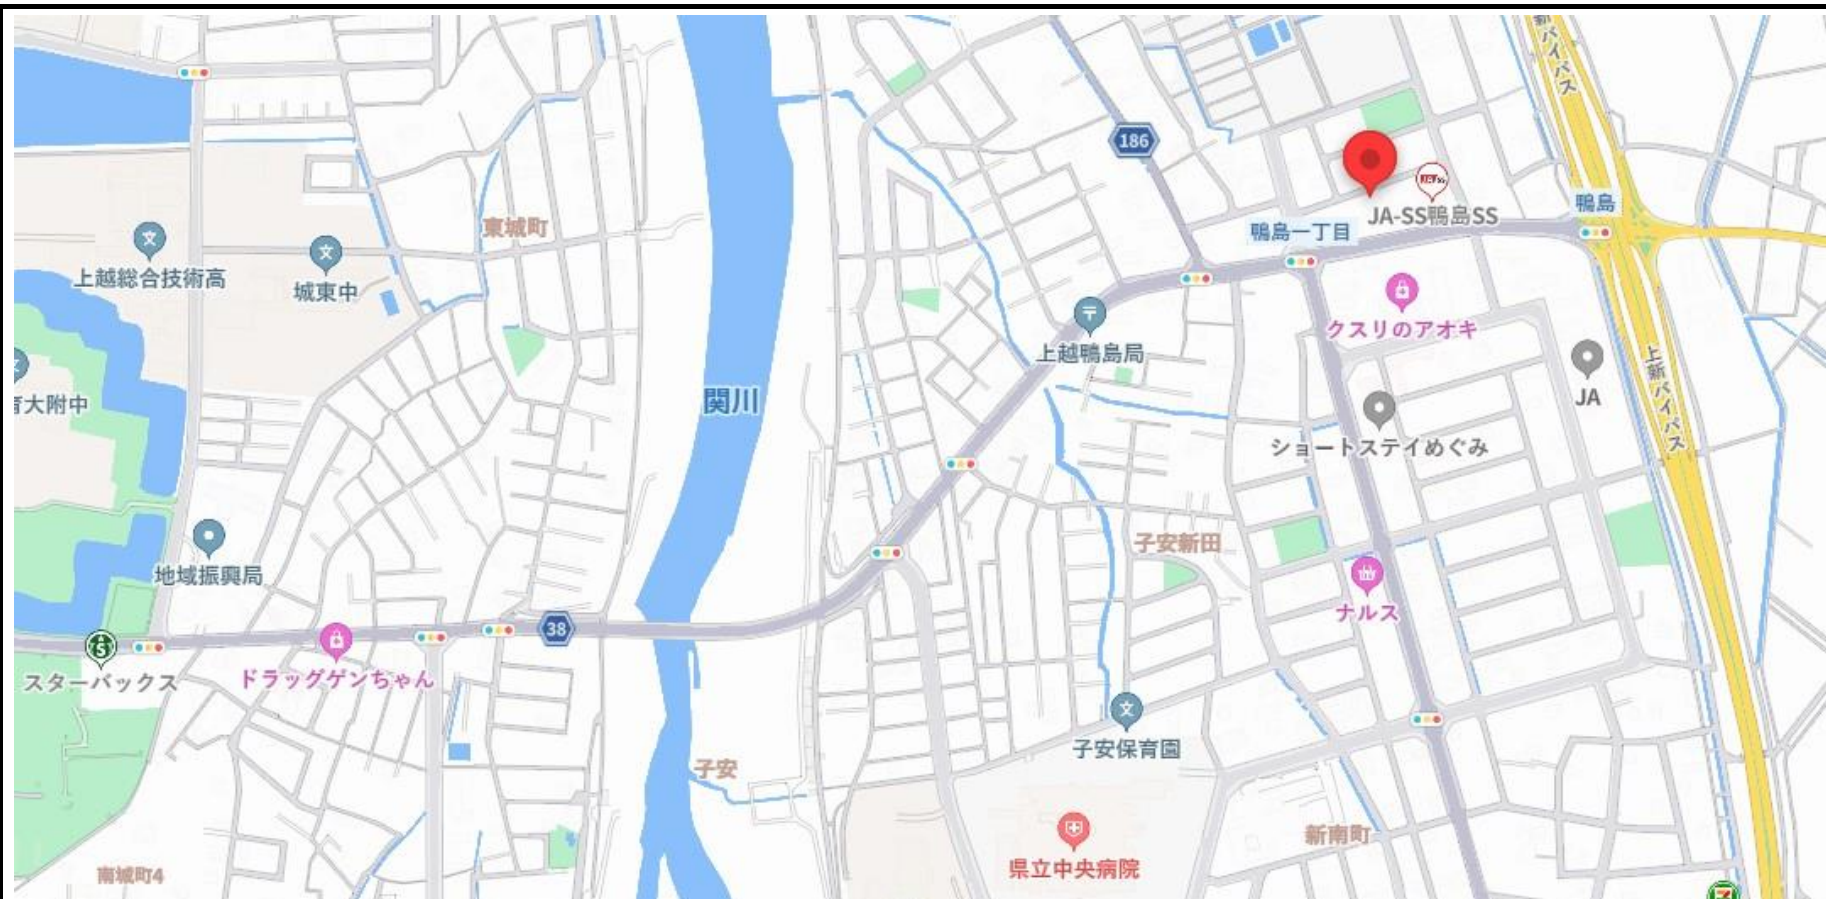 新バイパス
186
東城町
鴨島
JA-SS鴨島SS
鴨島一丁目
上越総合技術高
城東中
クスリのアオキ
上越鴨島局
関川
上新バイパス
JA
育大附中
ショートステイめぐみ
子安新田
地域振興局
ナルス
38
スターバックス
ドラッグゲンちゃん
子安保育園
子安
新南町
県立中央病院
南城町4